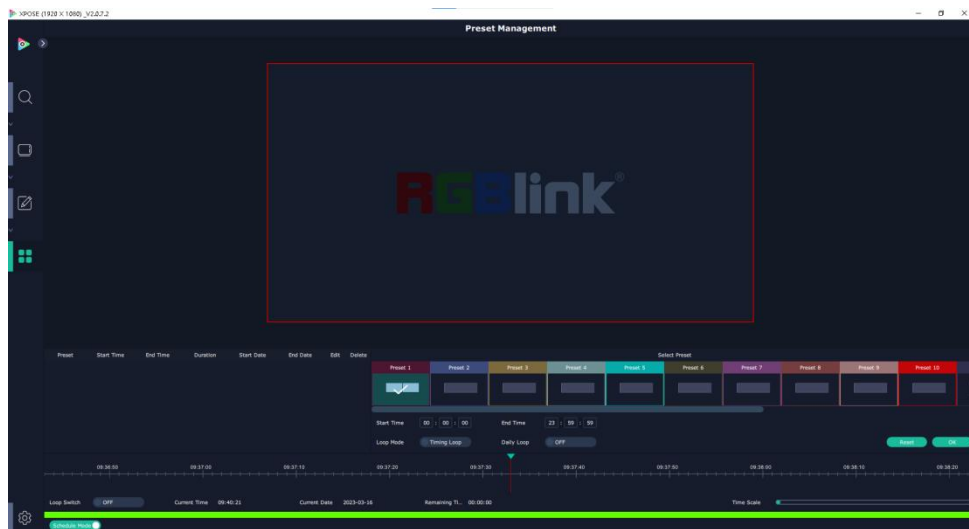 XPOSE (1920 X 1080) _V2.0.7.2
Preset Management
RGBlink®
Preset Start Time End Time Duration Start Date End Date Edit Delete
Select Preset
Preset 1 Preset 2 Preset 3 Preset 4 Preset 5 Preset 6 Preset 7 Preset 8 Preset 9 Preset 10
Start Time 00 : 00 : 00 End Time 23 : 59 : 59
Loop Mode Timing Loop Daily Loop OFF Reset OK
09:36:50 09:37:00 09:37:10 09:37:20 09:37:30 09:37:40 09:37:50 09:38:00 09:38:10 09:38:20
Loop Switch OFF Current Time 09:40:21 Current Date 2023-03-16 Remaining Ti... 00:00:00 Time Scale
Schedule Mode